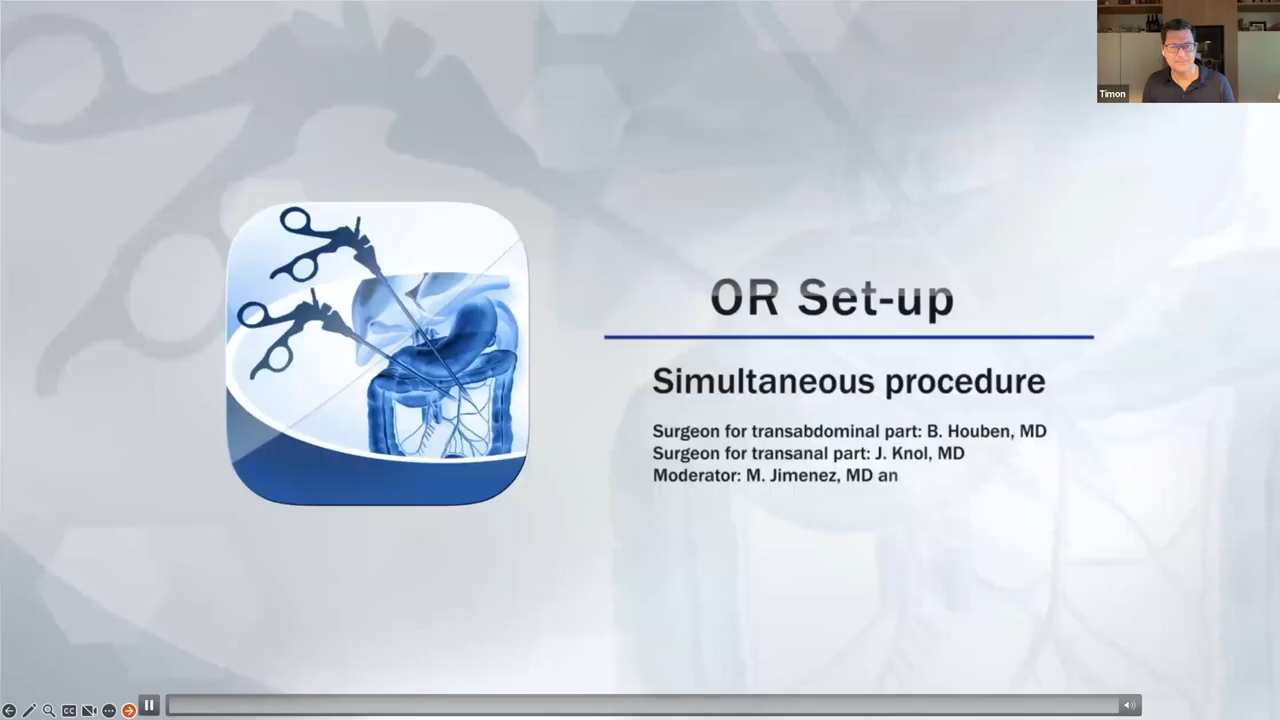 Timon
OR Set-up
Simultaneous procedure
Surgeon for transabdominal part: B. Houben, MD
Surgeon for transanal part: J. Knol, MD
Moderator: M. Jimenez, MD an
CC